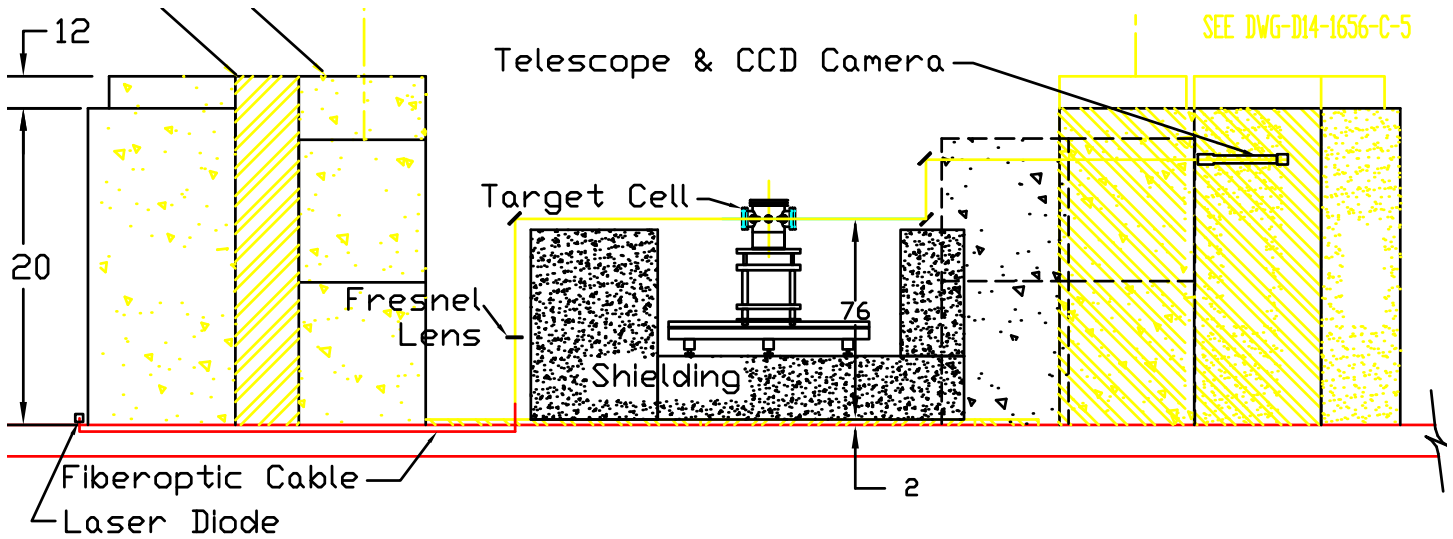 12
SEE DWG-D14-1656-C-5
Telescope & CCD Camera
Target Cell
20
Fresnel
Lens
76
Shielding
Fiberoptic Cable
2
Laser Diode